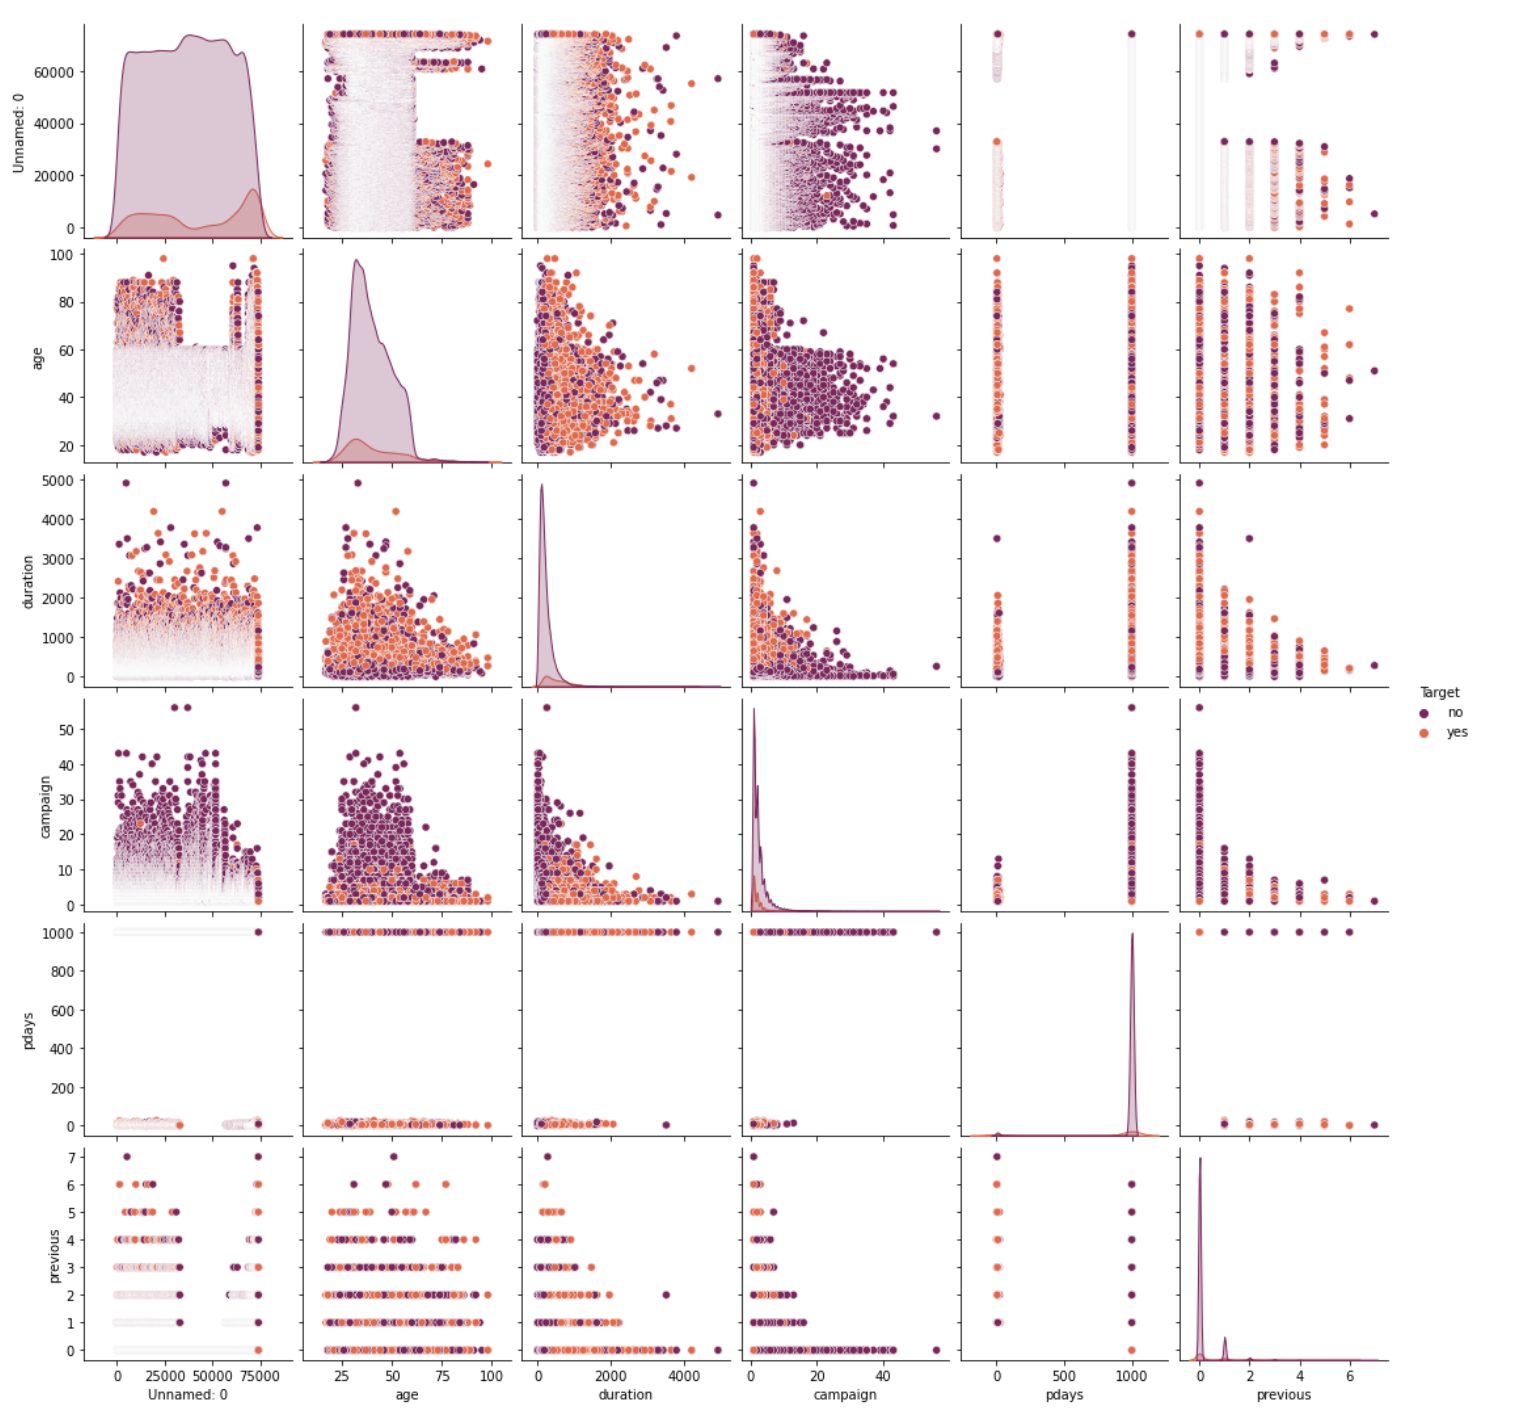 60000
40000
20000
0
Unnamed: 0
100
80
60
40
20
age
5000
4000
3000
2000
1000
0
duration
50
40
30
20
10
0
campaign
1000
800
600
400
200
0
pdays
7
6
5
4
3
2
1
0
previous
0 25000 50000 75000
Unnamed: 0
25 50 75 100
age
0 2000 4000
duration
0 20 40
campaign
0 500 1000
pdays
0 2 4 6
previous
Target
no
yes